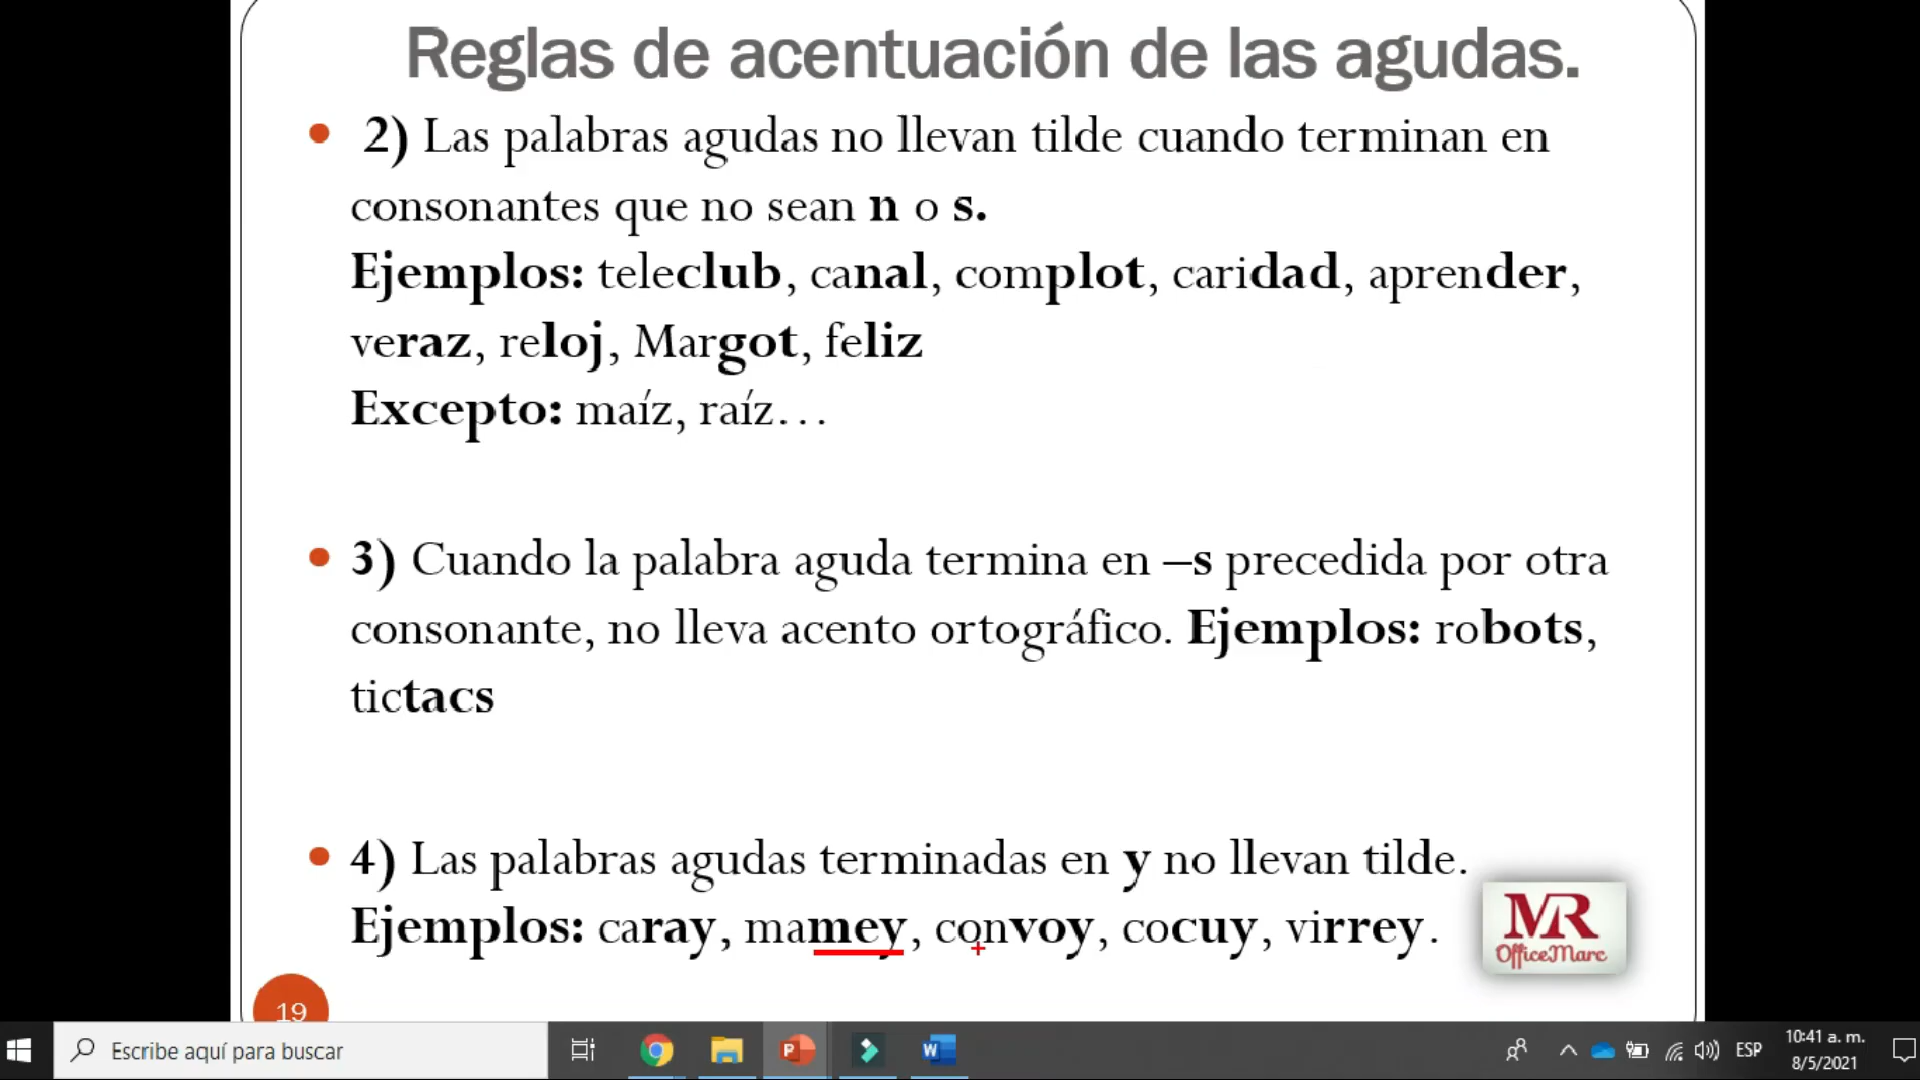 Reglas de acentuación de las agudas.
• 2) Las palabras agudas no llevan tilde cuando terminan en
consonantes que no sean n o s.
Ejemplos: teleclub, canal, complot, caridad, aprender,
veraz, reloj, Margot, feliz
Excepto: maíz, raíz…
• 3) Cuando la palabra aguda termina en –s precedida por otra
consonante, no lleva acento ortográfico. Ejemplos: robots,
tictacs
• 4) Las palabras agudas terminadas en y no llevan tilde.
Ejemplos: caray, mamey, convoy, cocuy, virrey.
MR
OfficeMarc
19
Escribe aquí para buscar
ESP
10:41 a. m.
8/5/2021